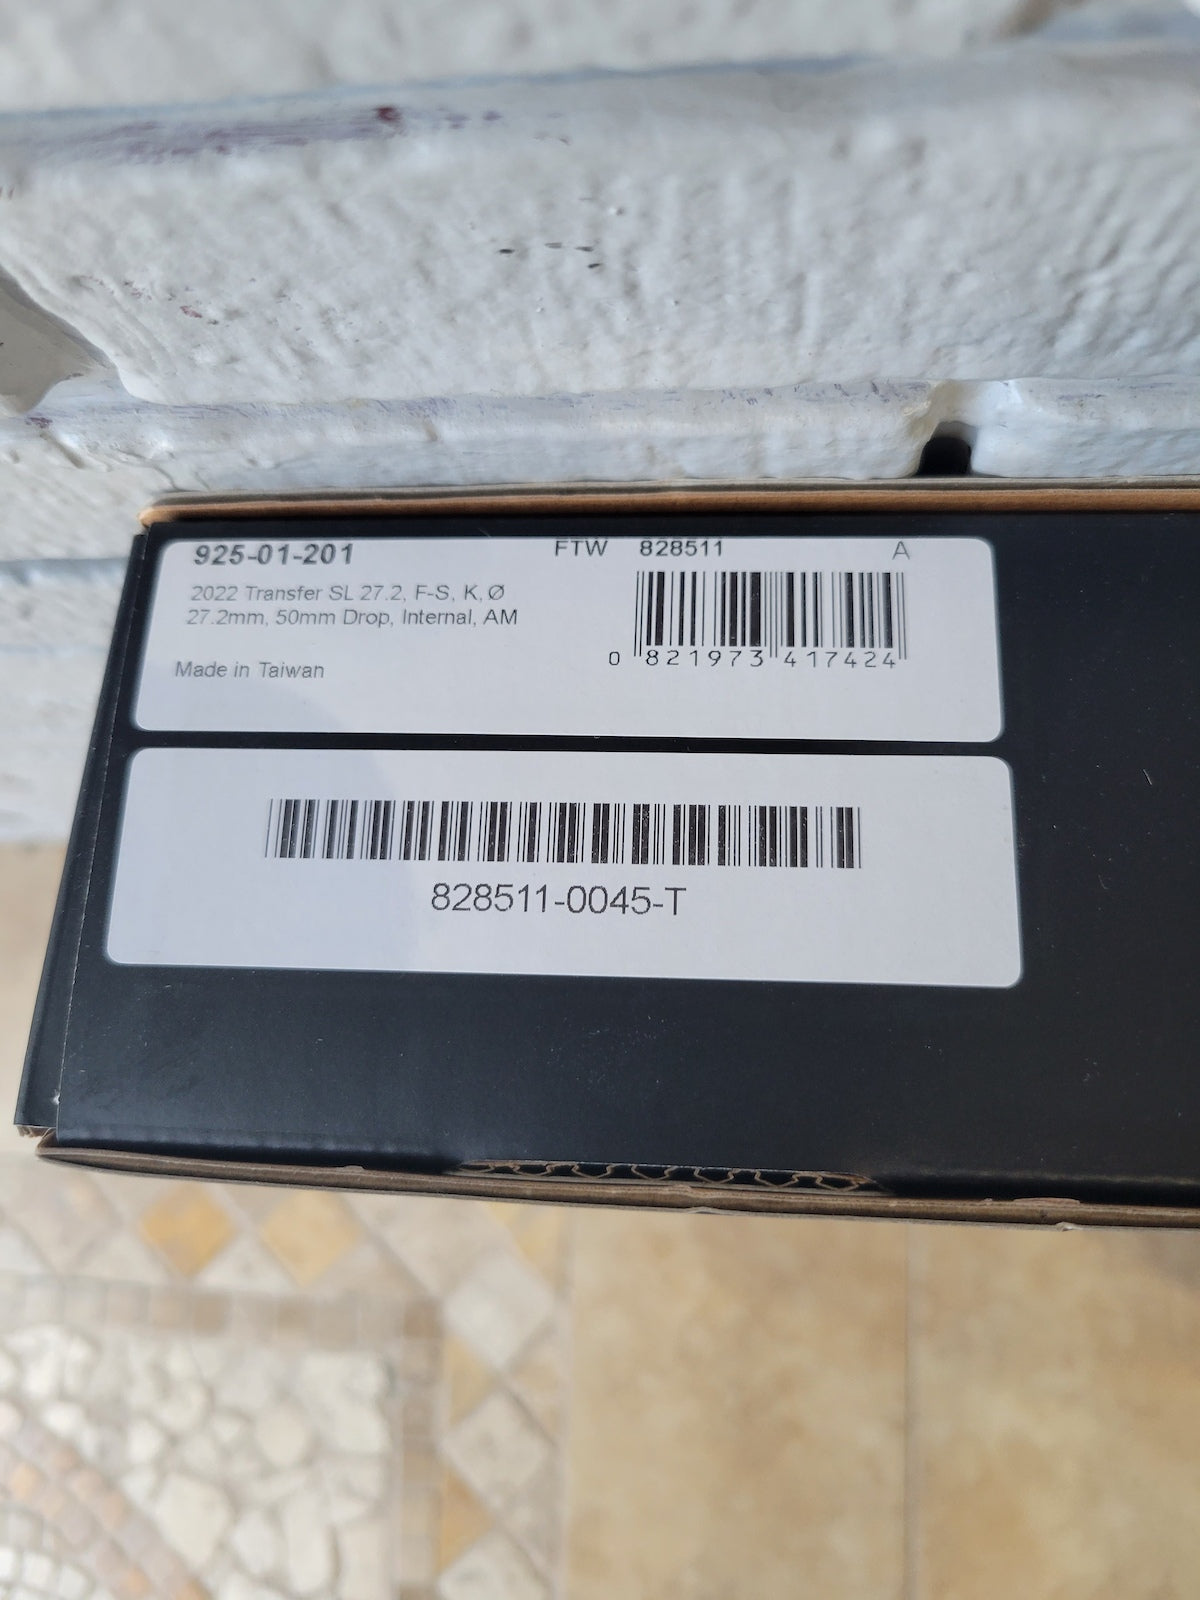 925-01-201
FTW 828511 A
2022 Transfer SL 27.2, F-S, K, Ø
27.2mm, 50mm Drop, Internal, AM
Made in Taiwan
0 821973 417424
828511-0045-T